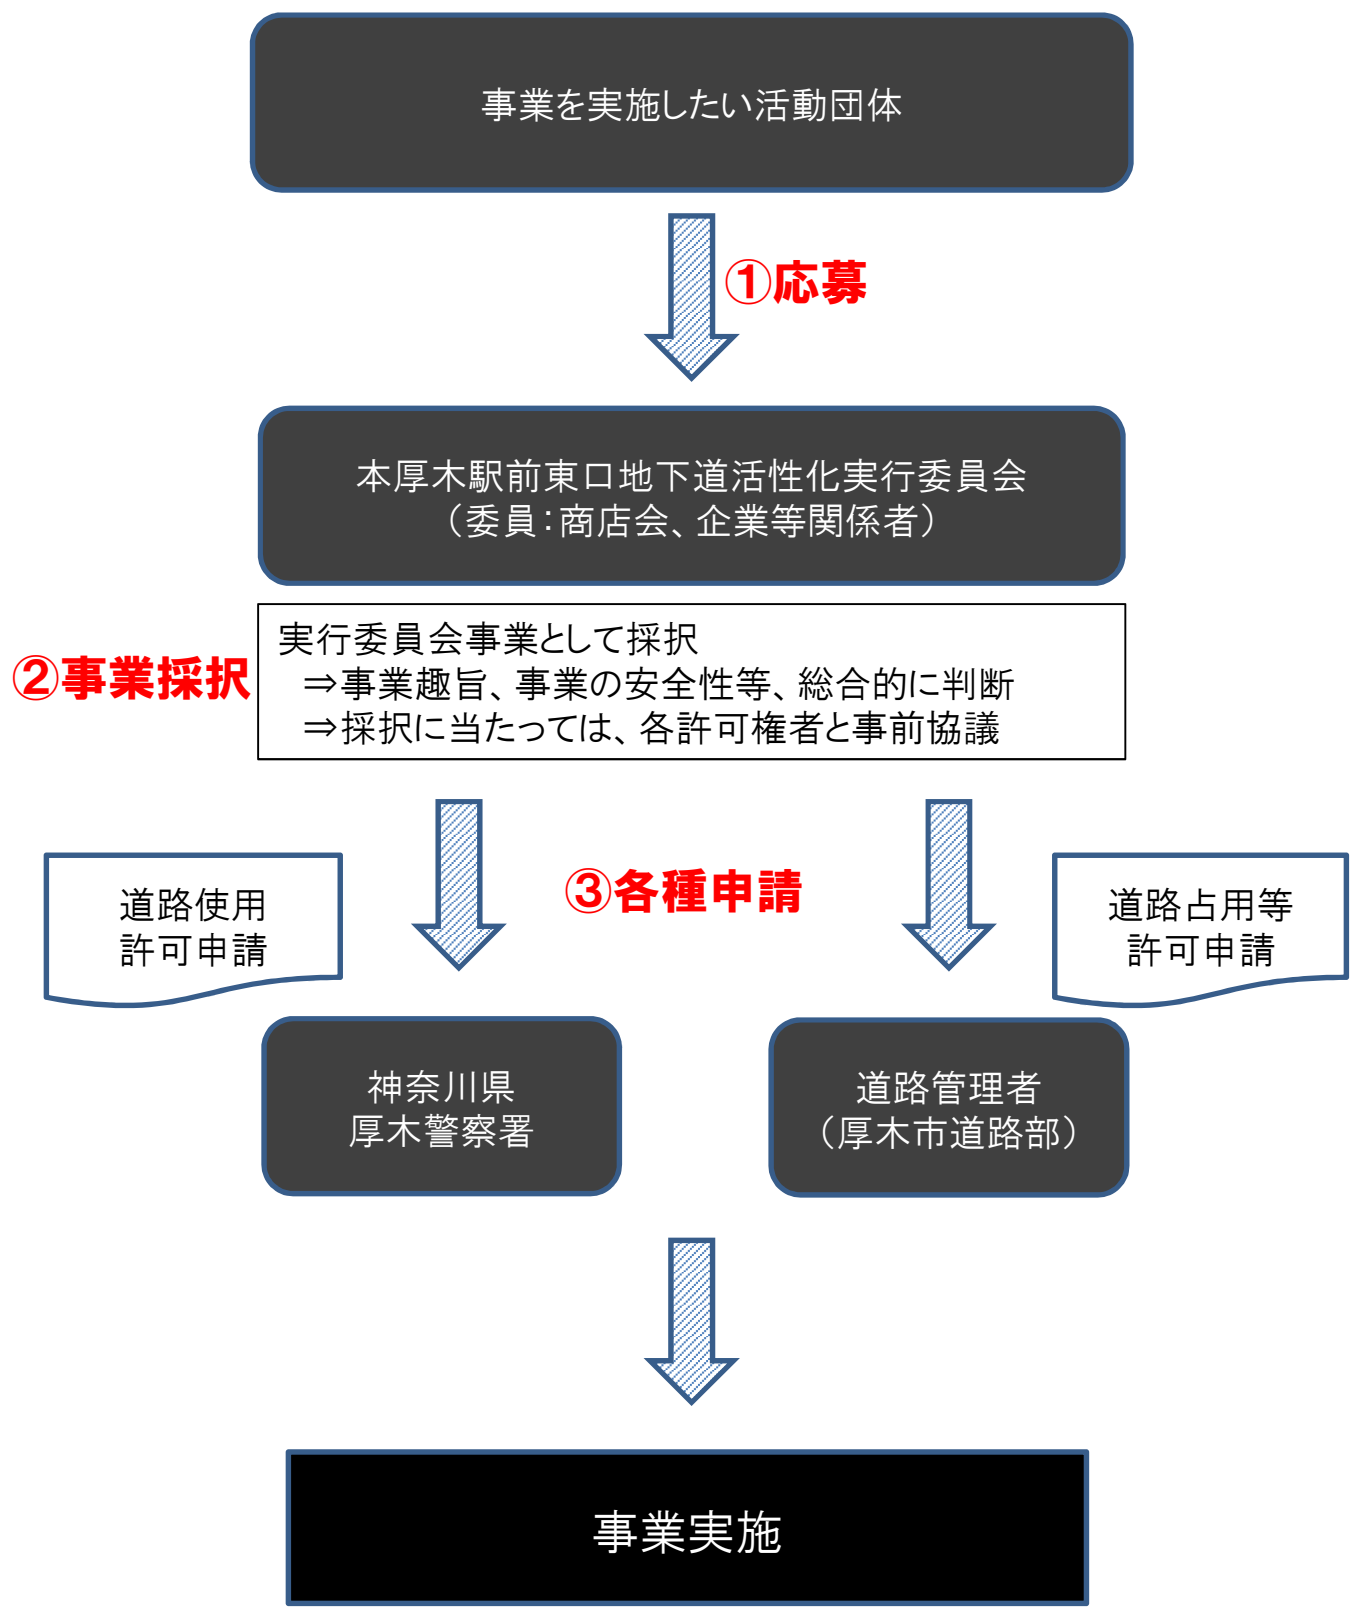 事業を実施したい活動団体
①応募
本厚木駅前東口地下道活性化実行委員会
（委員：商店会、企業等関係者）
②事業採択
実行委員会事業として採択
⇒事業趣旨、事業の安全性等、総合的に判断
⇒採択に当たっては、各許可権者と事前協議
③各種申請
道路使用
許可申請
道路占用等
許可申請
神奈川県
厚木警察署
道路管理者
（厚木市道路部）
事業実施